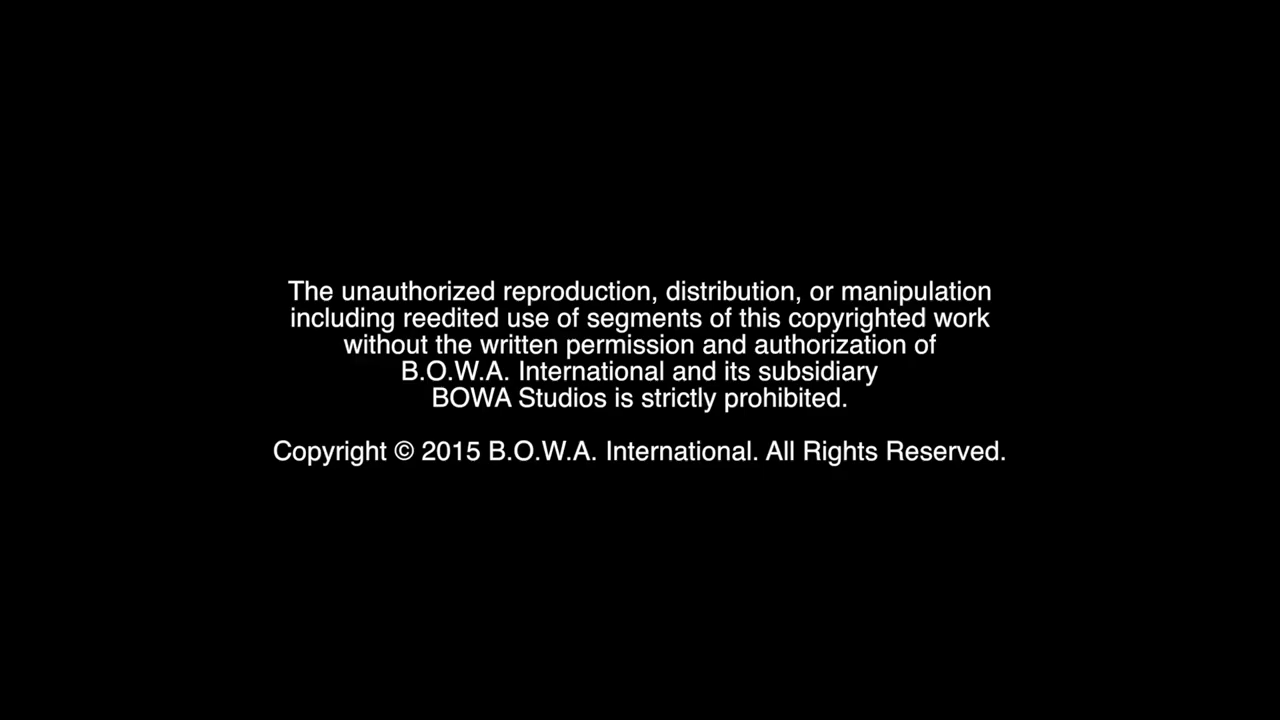 The unauthorized reproduction, distribution, or manipulation
including reedited use of segments of this copyrighted work
without the written permission and authorization of
B.O.W.A. International and its subsidiary
BOWA Studios is strictly prohibited.
Copyright © 2015 B.O.W.A. International. All Rights Reserved.